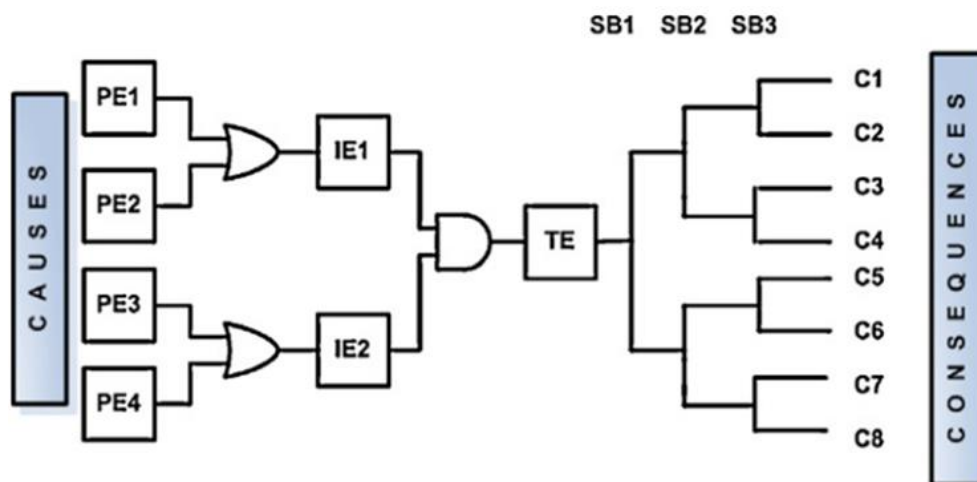 SB1 SB2 SB3
CAUSES
PE1
PE2
PE3
PE4
IE1
IE2
TE
C1
C2
C3
C4
C5
C6
C7
C8
CONSEQUENCES